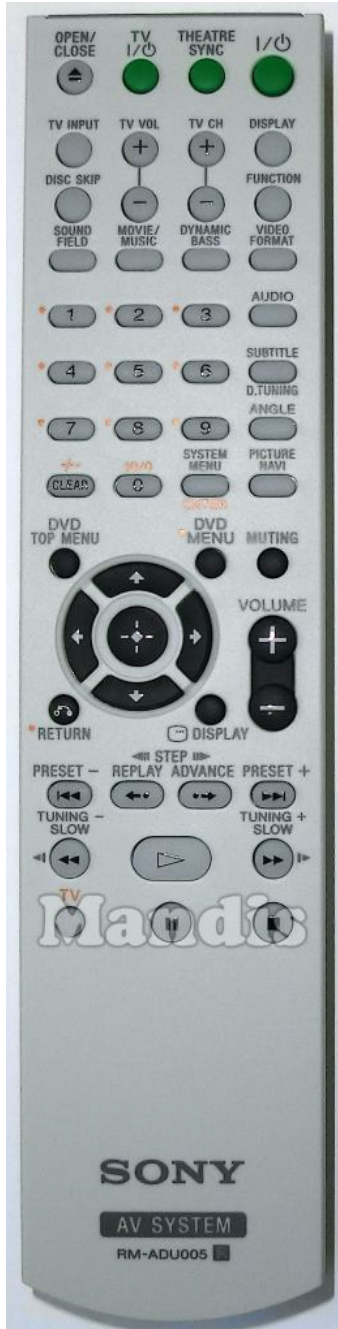 OPEN/ CLOSE TV I/⏻ THEATRE SYNC I/⏻
TV INPUT TV VOL TV CH DISPLAY
+ +
DISC SKIP − − FUNCTION
SOUND FIELD MOVIE/ MUSIC DYNAMIC BASS VIDEO FORMAT
AUDIO
1 2 3
SUBTITLE
4 5 6
D.TUNING
ANGLE
7 8 9
SYSTEM MENU PICTURE NAVI
CLEAR 0
DVD TOP MENU DVD MENU MUTING
VOLUME
+
−
RETURN DISPLAY
STEP
PRESET − REPLAY ADVANCE PRESET +
TUNING − SLOW TUNING + SLOW
TV
Mandis
SONY
AV SYSTEM
RM-ADU005